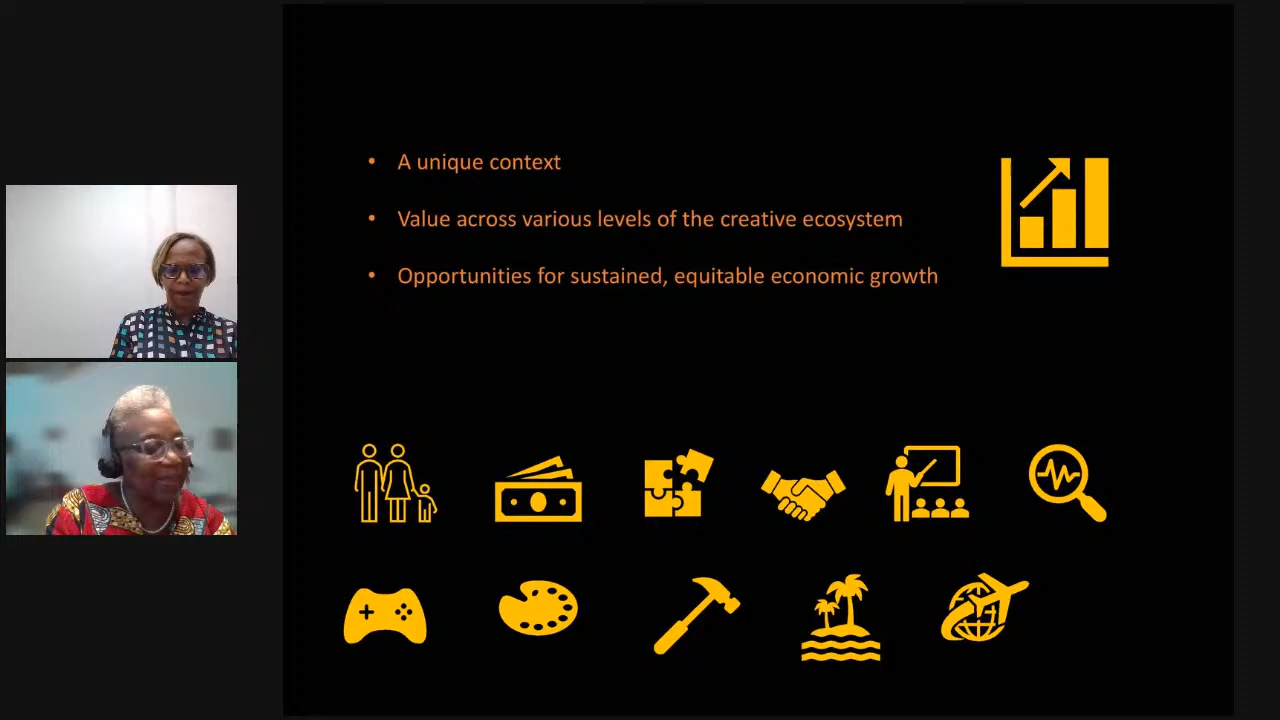 • A unique context
• Value across various levels of the creative ecosystem
• Opportunities for sustained, equitable economic growth